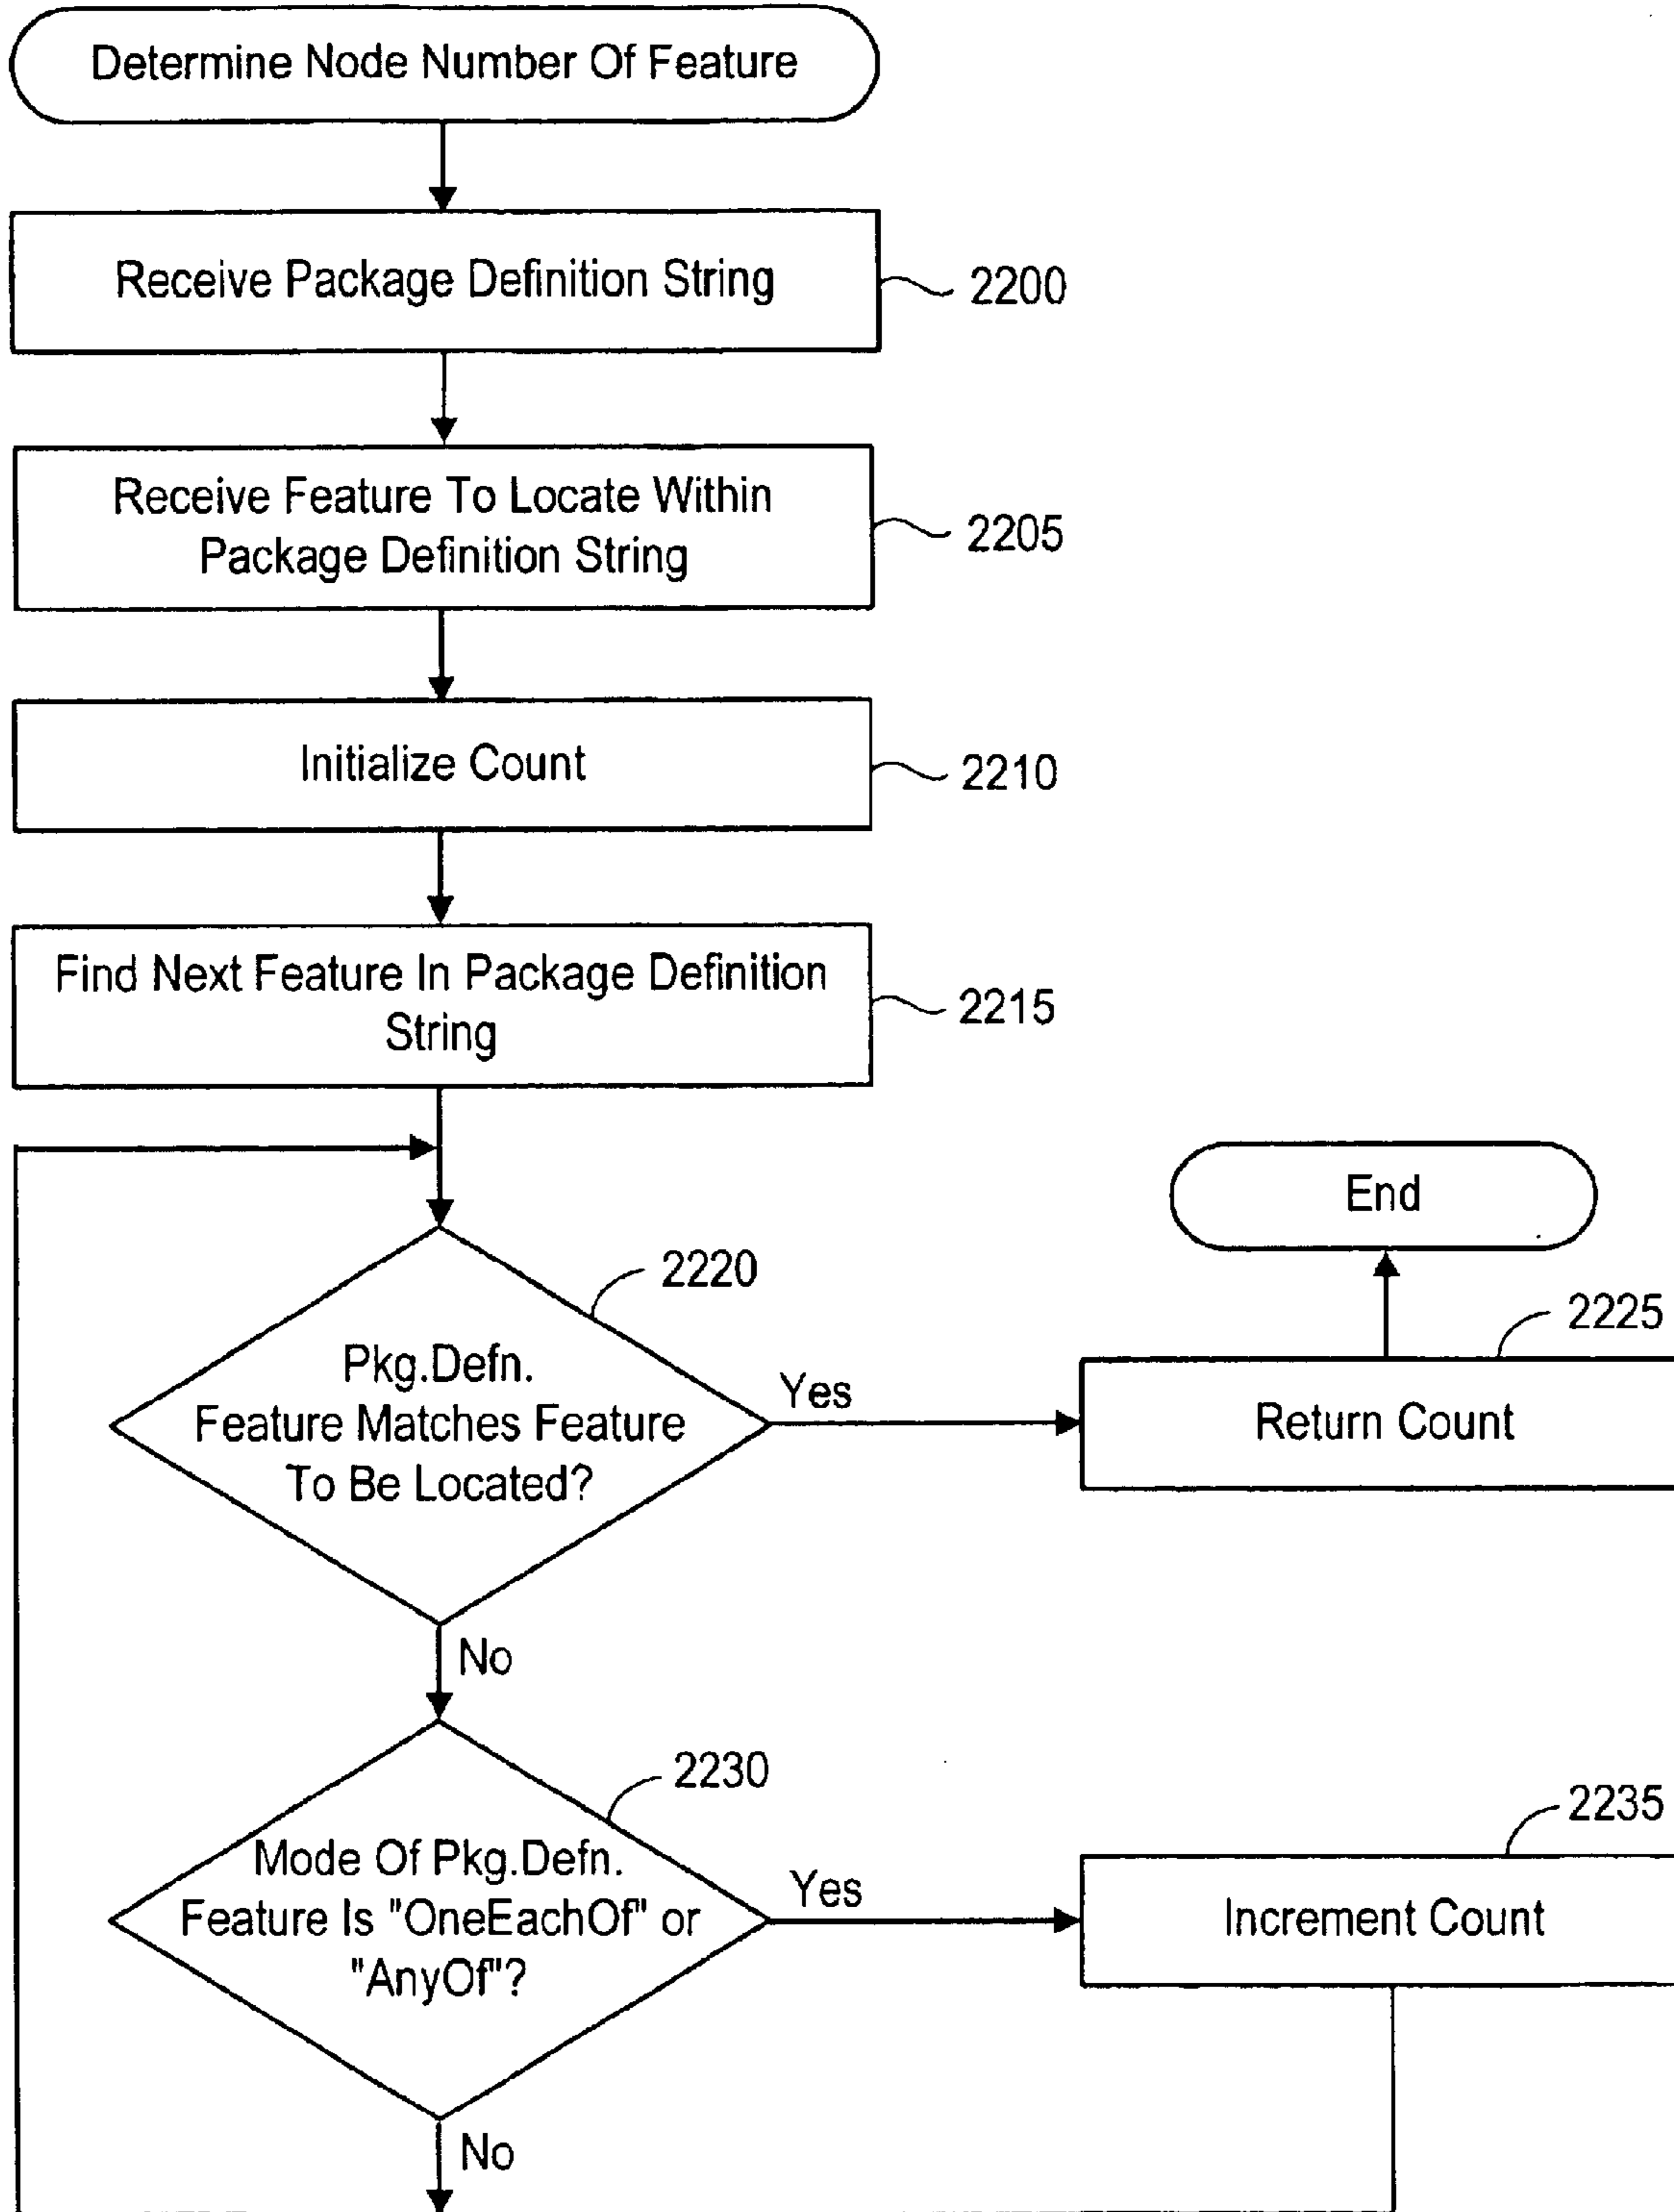 Determine Node Number Of Feature
Receive Package Definition String
2200
Receive Feature To Locate Within
Package Definition String
2205
Initialize Count
2210
Find Next Feature In Package Definition
String
2215
End
2220
Pkg.Defn.
Feature Matches Feature
To Be Located?
Yes
2225
Return Count
No
2230
Mode Of Pkg.Defn.
Feature Is "OneEachOf" or
"AnyOf"?
Yes
2235
Increment Count
No